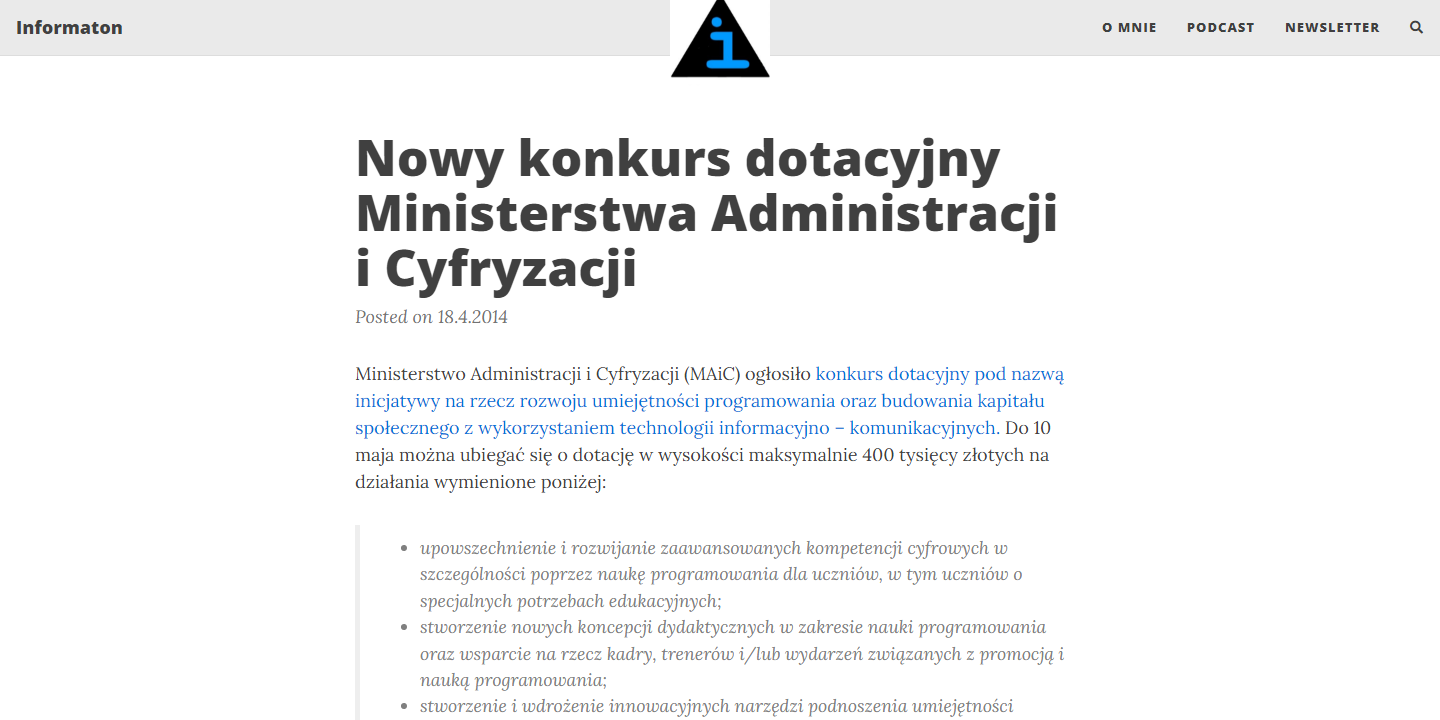 Informaton
i
O MNIE
PODCAST
NEWSLETTER
Nowy konkurs dotacyjny
Ministerstwa Administracji
i Cyfryzacji
Posted on 18.4.2014
Ministerstwo Administracji i Cyfryzacji (MAiC) ogłosiło konkurs dotacyjny pod nazwą
inicjatywy na rzecz rozwoju umiejętności programowania oraz budowania kapitału
społecznego z wykorzystaniem technologii informacyjno – komunikacyjnych. Do 10
maja można ubiegać się o dotację w wysokości maksymalnie 400 tysięcy złotych na
działania wymienione poniżej:
• upowszechnienie i rozwijanie zaawansowanych kompetencji cyfrowych w
szczególności poprzez naukę programowania dla uczniów, w tym uczniów o
specjalnych potrzebach edukacyjnych;
• stworzenie nowych koncepcji dydaktycznych w zakresie nauki programowania
oraz wsparcie na rzecz kadry, trenerów i/lub wydarzeń związanych z promocją i
nauką programowania;
• stworzenie i wdrożenie innowacyjnych narzędzi podnoszenia umiejętności